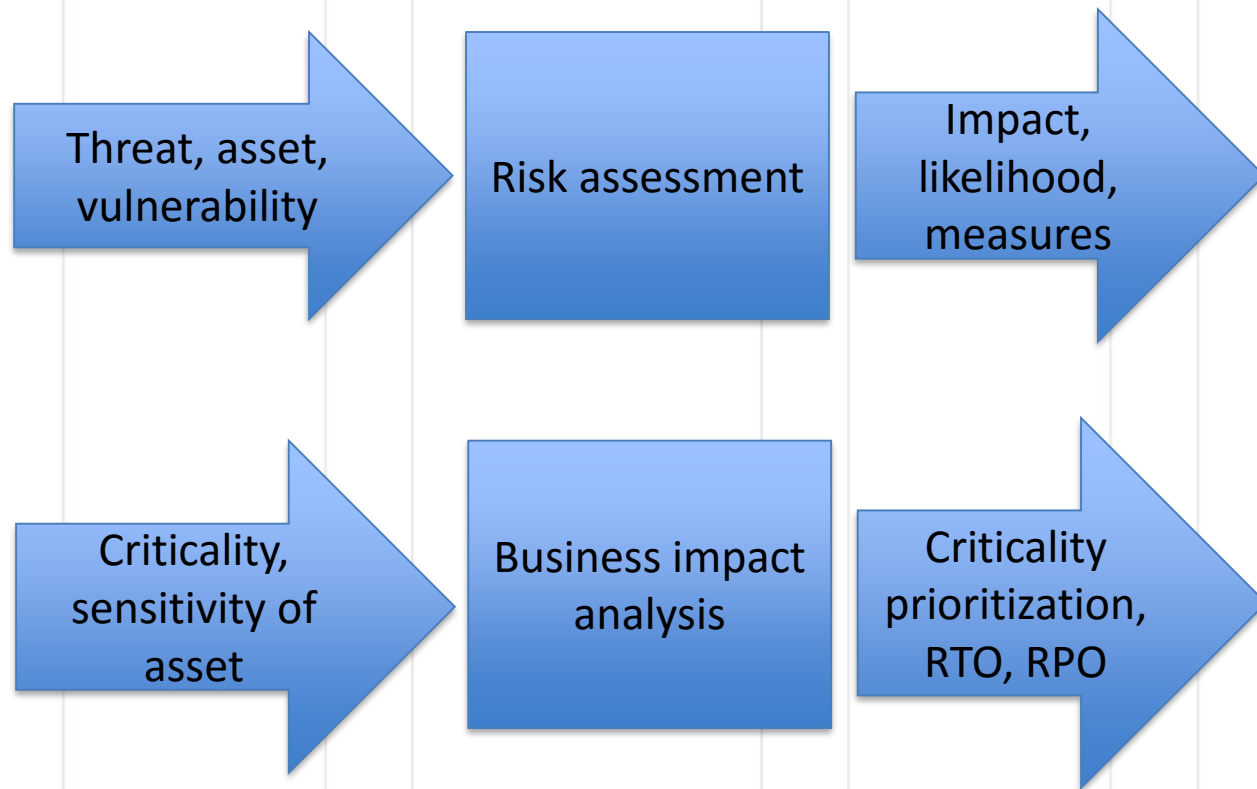 Threat, asset,
vulnerability
Risk assessment
Impact,
likelihood,
measures
Criticality,
sensitivity of
asset
Business impact
analysis
Criticality
prioritization,
RTO, RPO